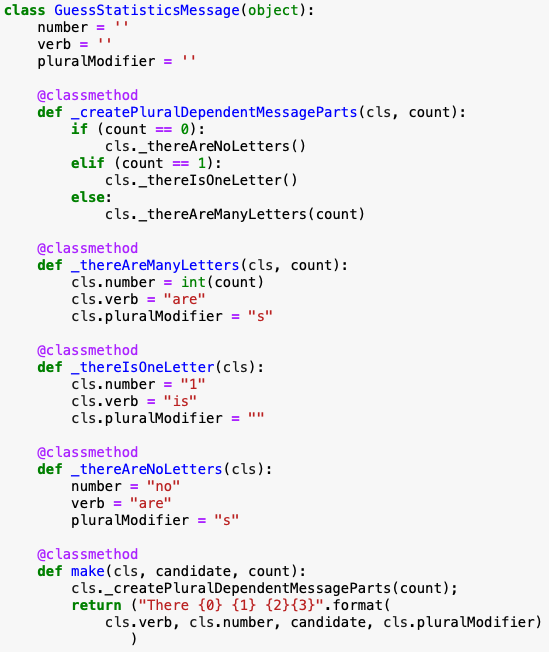 class GuessStatisticsMessage(object):
    number = ''
    verb = ''
    pluralModifier = ''

    @classmethod
    def _createPluralDependentMessageParts(cls, count):
        if (count == 0):
            cls._thereAreNoLetters()
        elif (count == 1):
            cls._thereIsOneLetter()
        else:
            cls._thereAreManyLetters(count)

    @classmethod
    def _thereAreManyLetters(cls, count):
        cls.number = int(count)
        cls.verb = "are"
        cls.pluralModifier = "s"

    @classmethod
    def _thereIsOneLetter(cls):
        cls.number = "1"
        cls.verb = "is"
        cls.pluralModifier = ""

    @classmethod
    def _thereAreNoLetters(cls):
        number = "no"
        verb = "are"
        pluralModifier = "s"

    @classmethod
    def make(cls, candidate, count):
        cls._createPluralDependentMessageParts(count);
        return ("There {0} {1} {2}{3}".format(
            cls.verb, cls.number, candidate, cls.pluralModifier)
               )